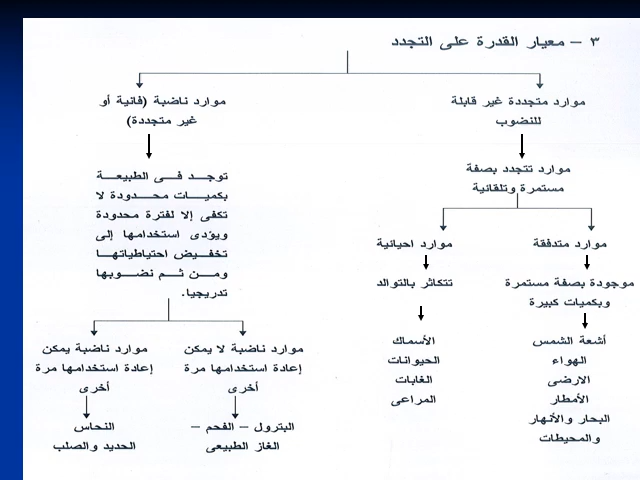 ٣ - معيار القدرة على التجدد
موارد متجددة غير قابلة
للنضوب
موارد تتجدد بصفة
مستمرة وتلقائية
موارد متدفقة
موجودة بصفة مستمرة
وبكميات كبيرة
أشعة الشمس
الهواء
الارضى
الأمطار
البحار والأنهار
والمحيطات
موارد احيائية
تتكاثر بالتوالد
الأسماك
الحيوانات
الغابات
المراعى
موارد ناضبة (فانية أو
غير متجددة)
توجد فى الطبيعة
بكميات محدودة لا
تكفى إلا لفترة محدودة
ويؤدى استخدامها إلى
تخفيض احتياطياتها
ومن ثم نضوبها
تدريجيا.
موارد ناضبة لا يمكن
إعادة استخدامها مرة
أخرى
البترول - الفحم -
الغاز الطبيعى
موارد ناضبة يمكن
إعادة استخدامها مرة
أخرى
النحاس
الحديد والصلب